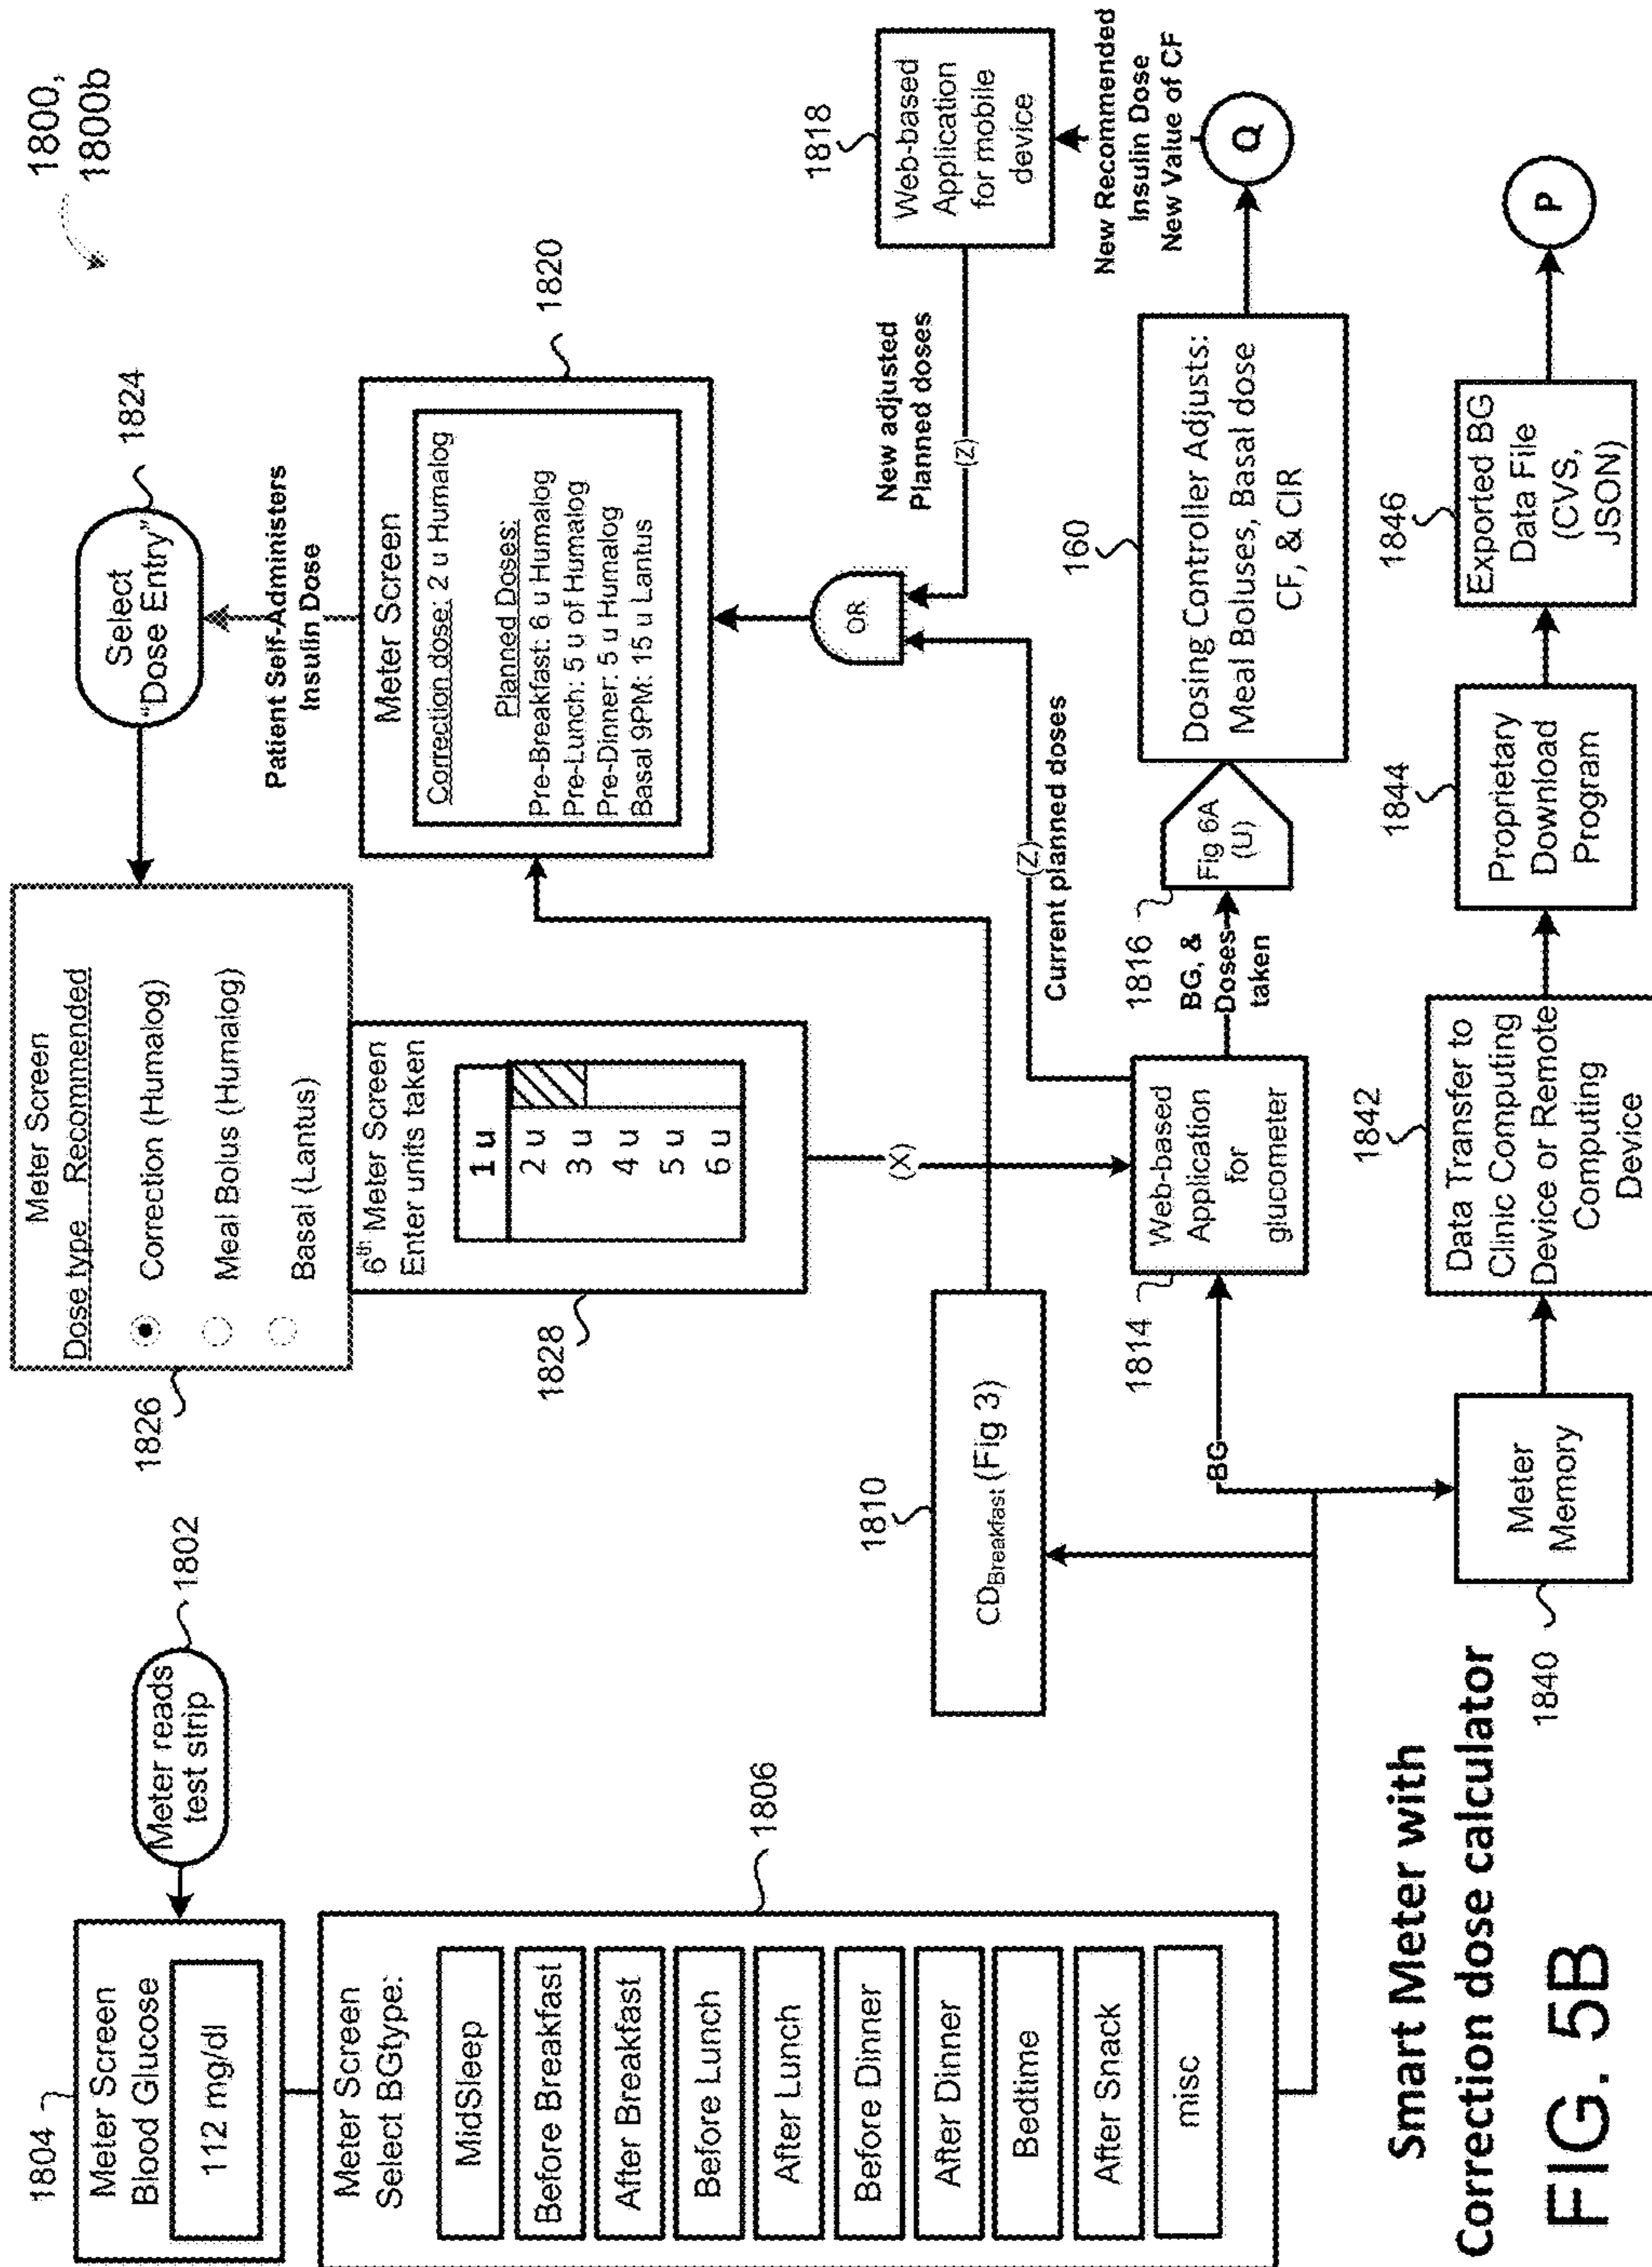 1800,
1800b
1804
Meter Screen
Blood Glucose
112 mg/dl
Meter reads
test strip
1802
Meter Screen
Select BGtype:
MidSleep
Before Breakfast
After Breakfast
Before Lunch
After Lunch
Before Dinner
After Dinner
Bedtime
After Snack
misc
1806
1826
Meter Screen
Dose type Recommended
Correction (Humalog)
Meal Bolus (Humalog)
Basal (Lantus)
1828
6th Meter Screen
Enter units taken
1 u
2 u
3 u
4 u
5 u
6 u
(X)
Select
“Dose Entry”
1824
Patient Self-Administers
Insulin Dose
Meter Screen
Correction dose: 2 u Humalog
Planned Doses:
Pre-Breakfast: 6 u Humalog
Pre-Lunch: 5 u of Humalog
Pre-Dinner: 5 u Humalog
Basal 9PM: 15 u Lantus
1820
OR
New adjusted
Planned doses
(Z)
1818
Web-based
Application
for mobile
device
New Recommended
Insulin Dose
New Value of CF
Q
1810
CDBreakfast (Fig 3)
BG
1814
Web-based
Application
for
glucometer
(Z)
Current planned doses
1816
BG, &
Doses
taken
Fig 6A
(U)
160
Dosing Controller Adjusts:
Meal Boluses, Basal dose
CF, & CIR
1840
Meter
Memory
1842
Data Transfer to
Clinic Computing
Device or Remote
Computing
Device
1844
Proprietary
Download
Program
1846
Exported BG
Data File
(CVS,
JSON)
P
Smart Meter with
Correction dose calculator
FIG. 5B